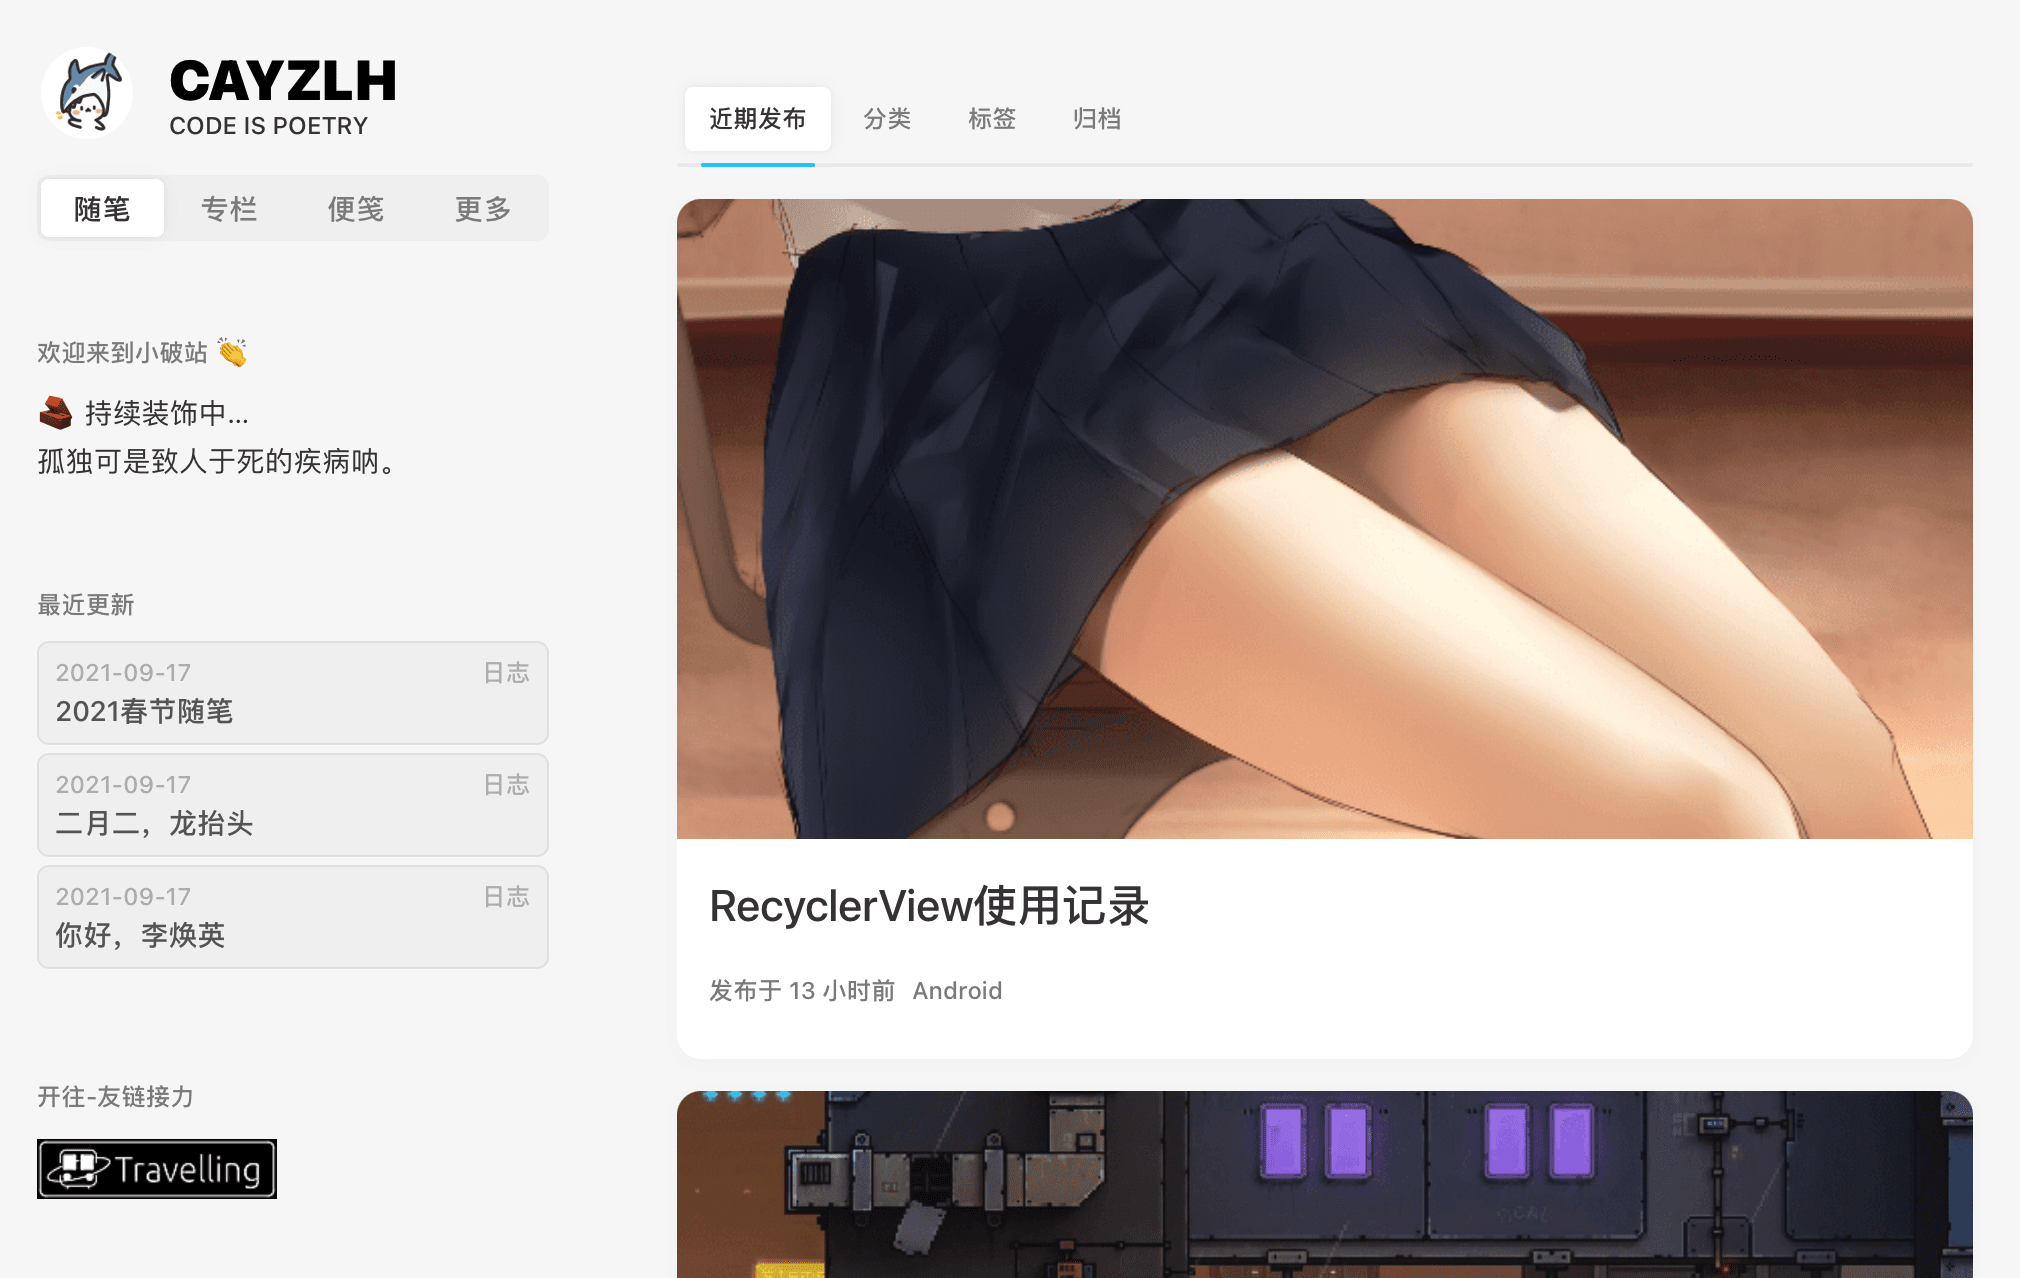 CAYZLH
CODE IS POETRY
随笔 专栏 便笺 更多
欢迎来到小破站 👏
持续装饰中...
孤独可是致人于死的疾病呐。
最近更新
2021-09-17 日志
2021春节随笔
2021-09-17 日志
二月二，龙抬头
2021-09-17 日志
你好，李焕英
开往-友链接力
Travelling
近期发布 分类 标签 归档
RecyclerView使用记录
发布于 13 小时前 Android